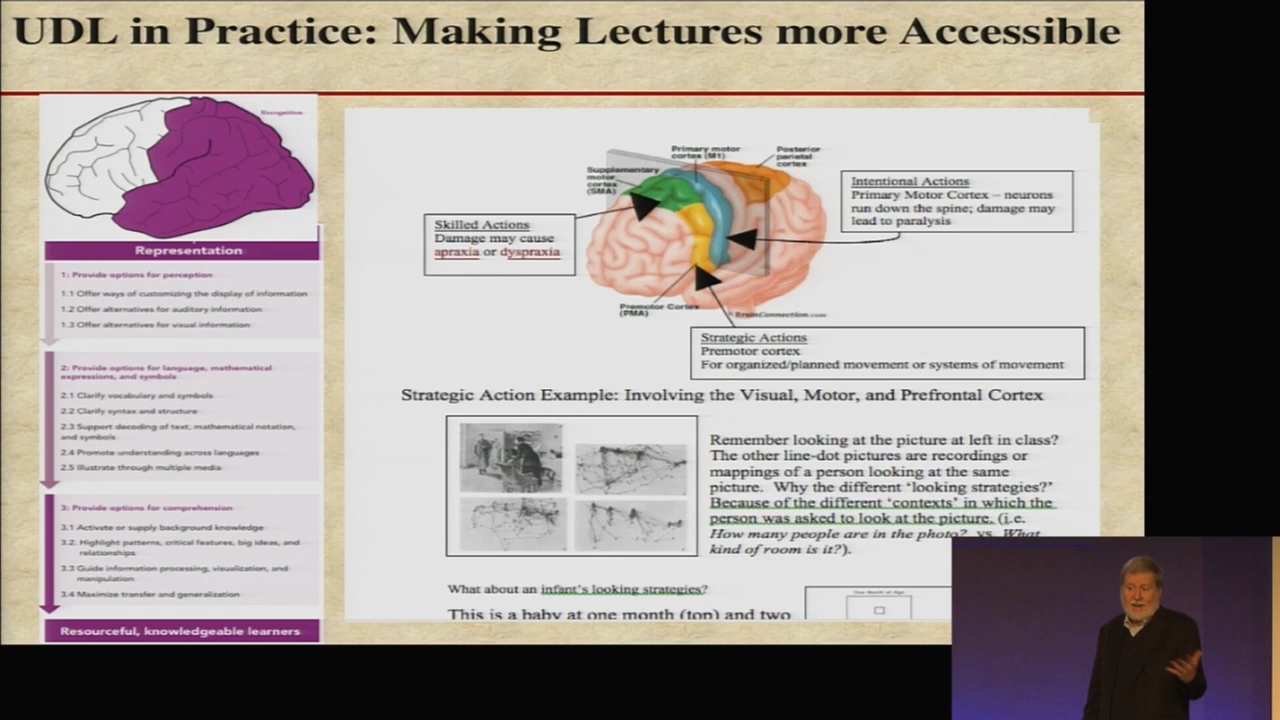 UDL in Practice: Making Lectures more Accessible
Recognition
Representation
1: Provide options for perception
1.1 Offer ways of customizing the display of information
1.2 Offer alternatives for auditory information
1.3 Offer alternatives for visual information
2: Provide options for language, mathematical
expressions, and symbols
2.1 Clarify vocabulary and symbols
2.2 Clarify syntax and structure
2.3 Support decoding of text, mathematical notation,
and symbols
2.4 Promote understanding across languages
2.5 Illustrate through multiple media
3: Provide options for comprehension
3.1 Activate or supply background knowledge
3.2. Highlight patterns, critical features, big ideas, and
relationships
3.3 Guide information processing, visualization, and
manipulation
3.4 Maximize transfer and generalization
Resourceful, knowledgeable learners
Supplementary
motor
cortex
(SMA)
Primary motor
cortex (M1)
Posterior
parietal
cortex
Skilled Actions
Damage may cause
apraxia or dyspraxia
Intentional Actions
Primary Motor Cortex – neurons
run down the spine; damage may
lead to paralysis
Premotor Cortex
(PMA)
BrainConnection.com
Strategic Actions
Premotor cortex
For organized/planned movement or systems of movement
Strategic Action Example: Involving the Visual, Motor, and Prefrontal Cortex
Remember looking at the picture at left in class?
The other line-dot pictures are recordings or
mappings of a person looking at the same
picture. Why the different ‘looking strategies?’
Because of the different ‘contexts’ in which the
person was asked to look at the picture. (i.e.
How many people are in the photo? vs. What
kind of room is it?).
What about an infant’s looking strategies?
This is a baby at one month (top) and two
One Month of Age